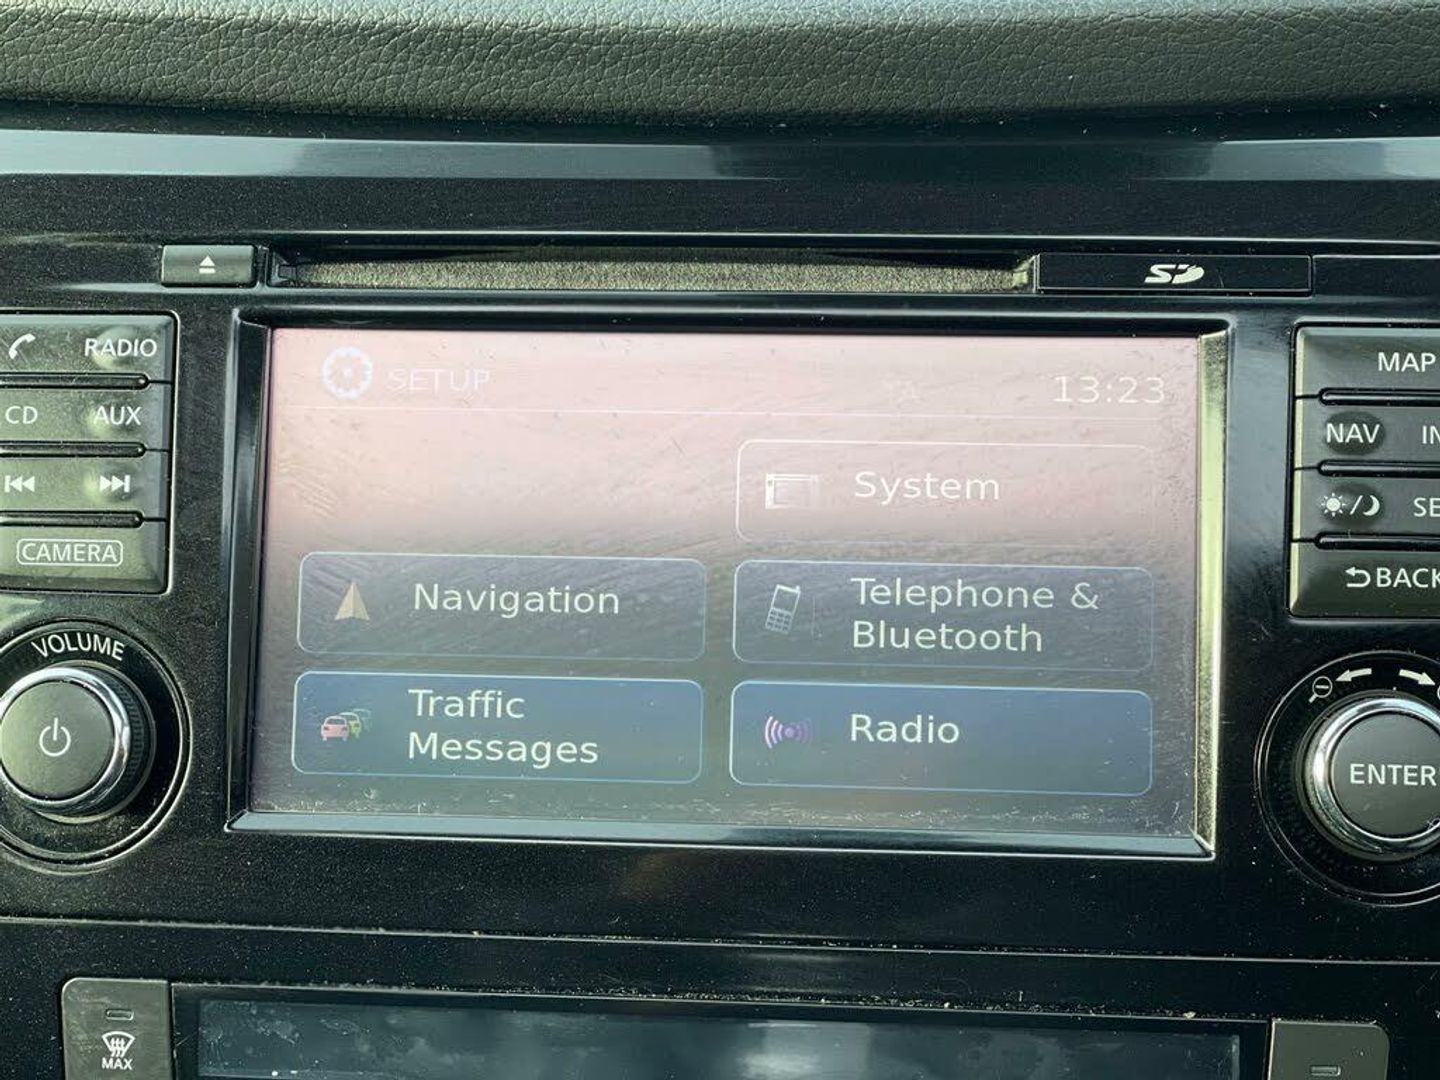 SD
RADIO
CD
AUX
CAMERA
VOLUME
SETUP
TA
13:23
System
Navigation
Telephone &
Bluetooth
Traffic
Messages
Radio
MAP
NAV
BACK
ENTER
MAX